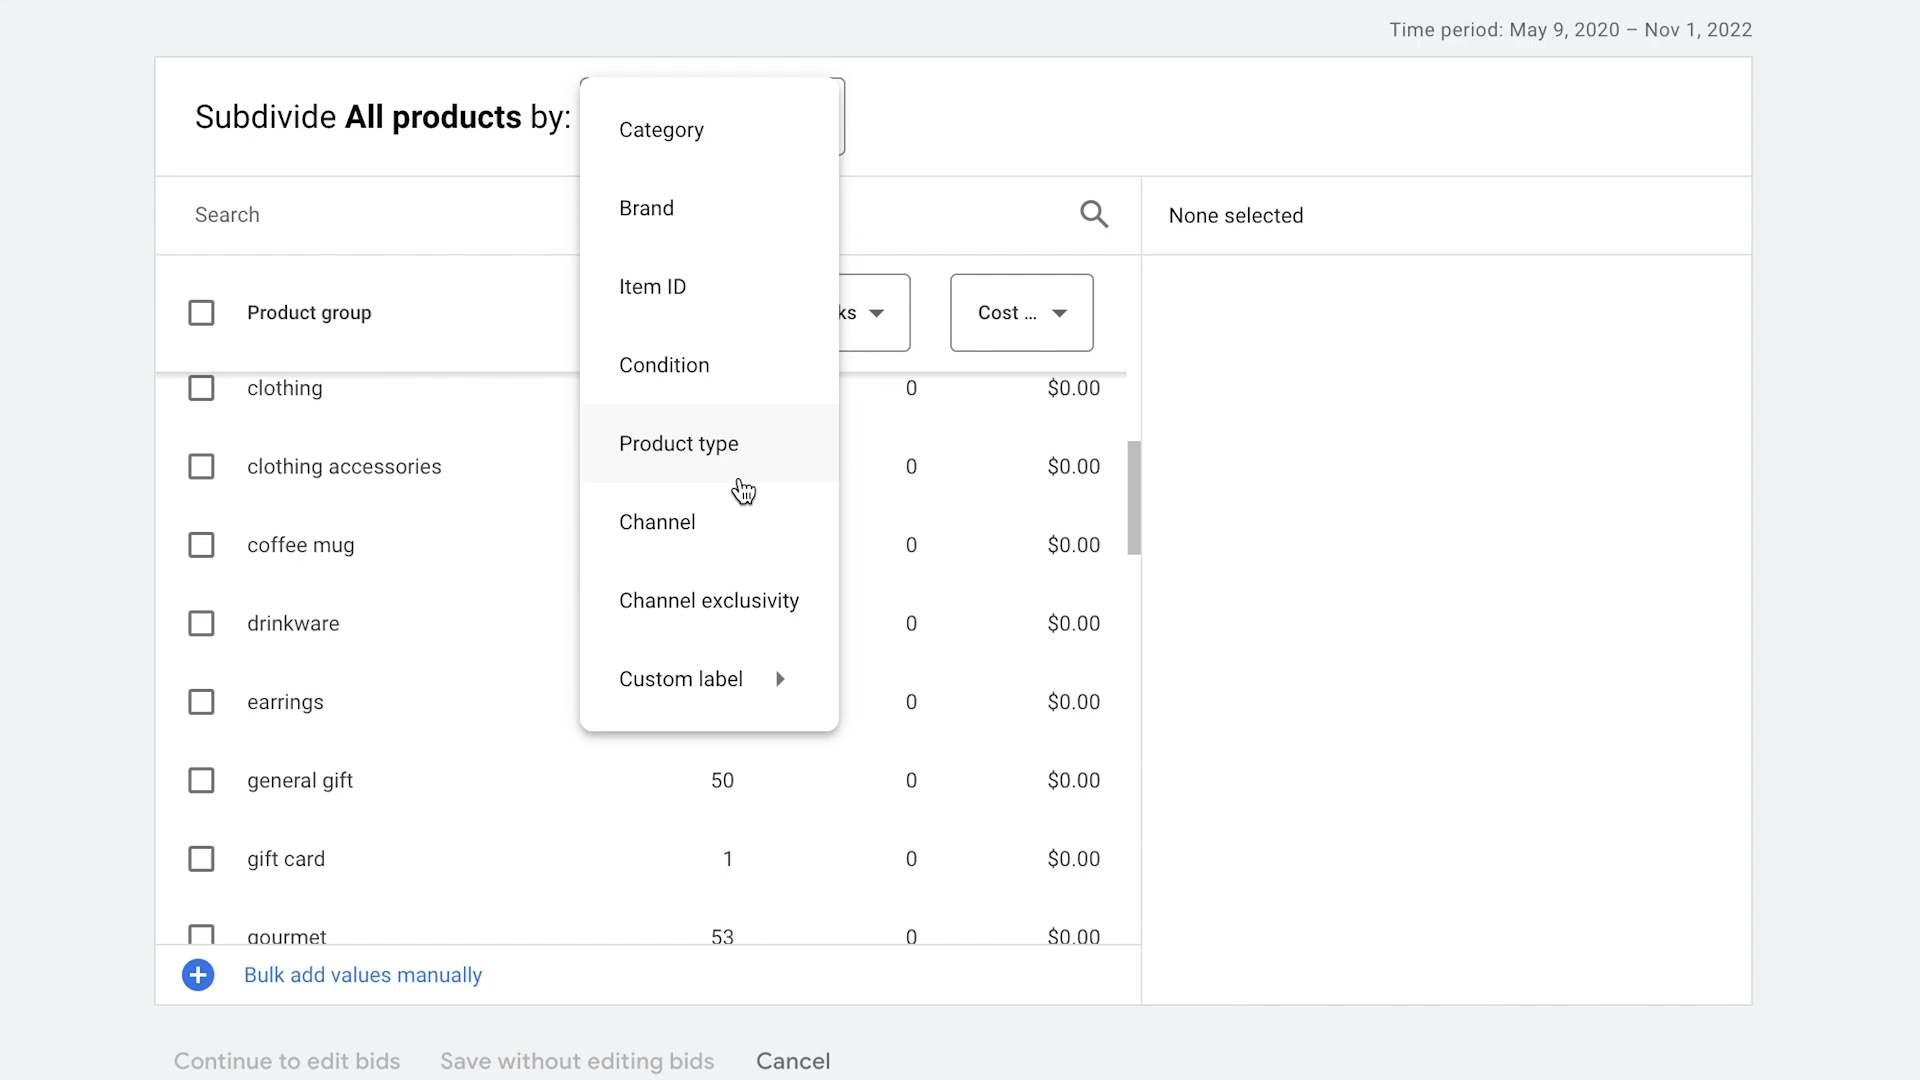 Time period: May 9, 2020 – Nov 1, 2022
Subdivide All products by:
Category
Brand
Item ID
Condition
Product type
Channel
Channel exclusivity
Custom label
Search
None selected
Product group
ks
Cost ...
clothing 0 $0.00
clothing accessories 0 $0.00
coffee mug 0 $0.00
drinkware 0 $0.00
earrings 0 $0.00
general gift 50 0 $0.00
gift card 1 0 $0.00
gourmet 53 0 $0.00
Bulk add values manually
Continue to edit bids Save without editing bids Cancel